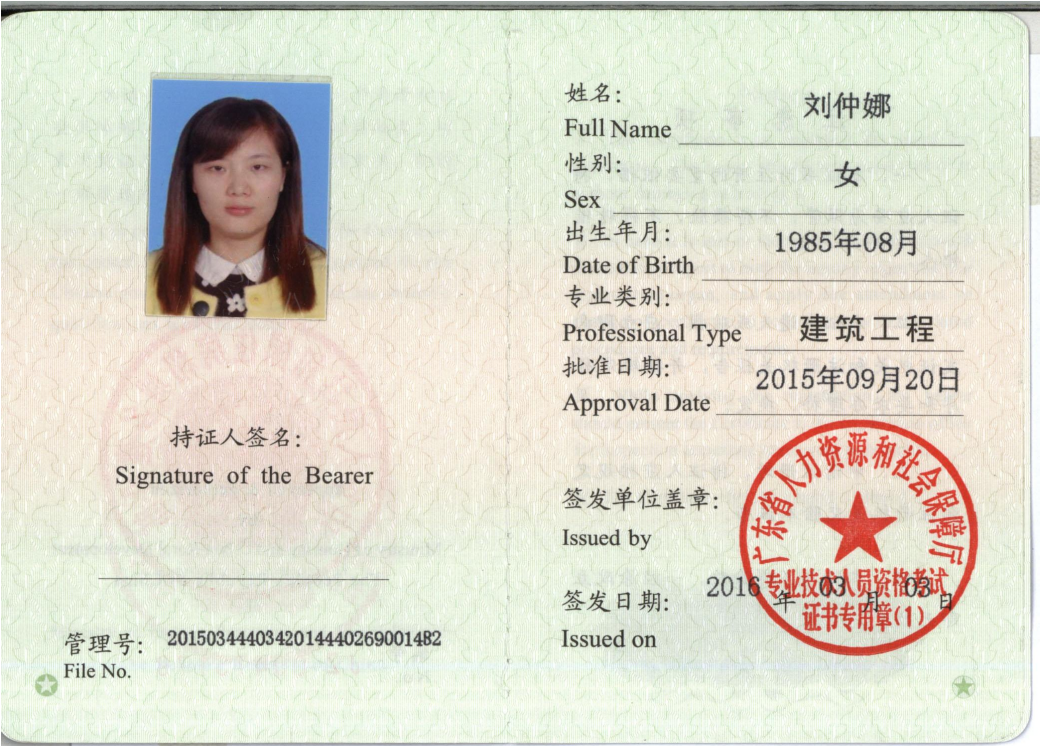 持证人签名:
Signature of the Bearer
管理号: 2015034440342014440269001482
File No.
姓名: 刘仲娜
Full Name
性别: 女
Sex
出生年月: 1985年08月
Date of Birth
专业类别:
Professional Type 建筑工程
批准日期: 2015年09月20日
Approval Date
签发单位盖章:
Issued by
广东省人力资源和社会保障厅
专业技术人员资格考试
证书专用章(1)
签发日期: 2016年03月03日
Issued on